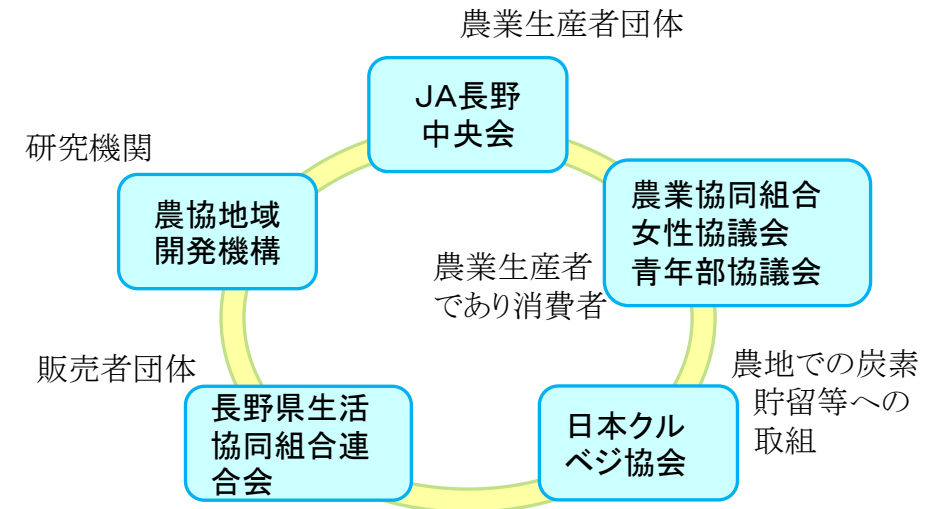 農業生産者団体
JA長野
中央会
研究機関
農協地域
開発機構
農業協同組合
女性協議会
青年部協議会
農業生産者
であり消費者
販売者団体
長野県生活
協同組合連
合会
日本クル
ベジ協会
農地での炭素
貯留等への
取組